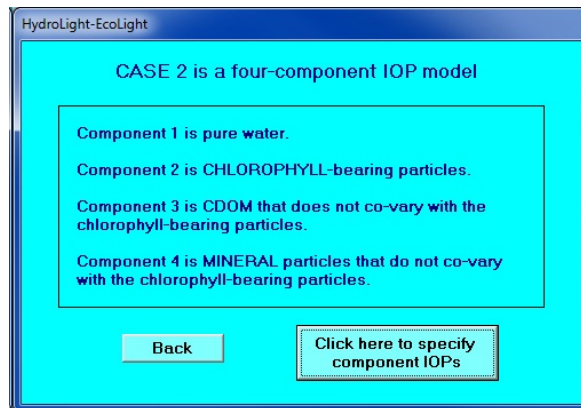 HydroLight-EcoLight
CASE 2 is a four-component IOP model
Component 1 is pure water.
Component 2 is CHLOROPHYLL-bearing particles.
Component 3 is CDOM that does not co-vary with the
chlorophyll-bearing particles.
Component 4 is MINERAL particles that do not co-vary
with the chlorophyll-bearing particles.
Back
Click here to specify
component IOPs